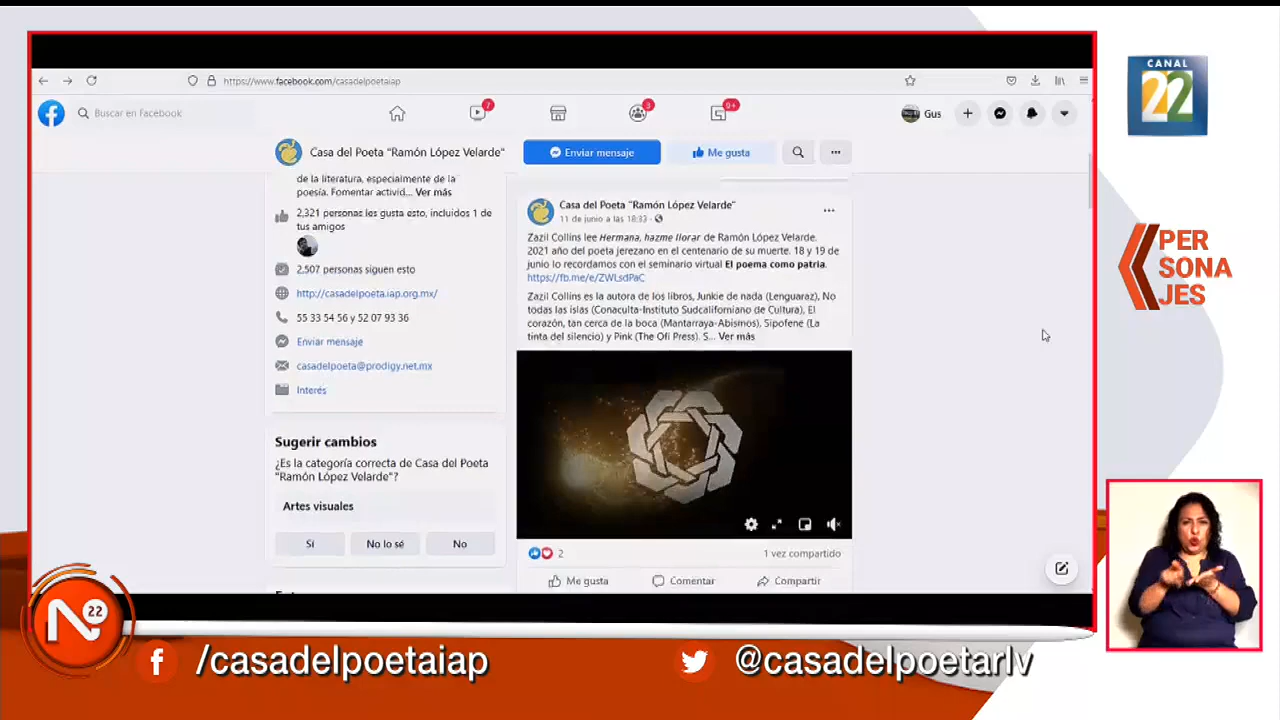 https://www.facebook.com/casadelpoetaiap
Buscar en Facebook
7
3
9+
Gus
Casa del Poeta "Ramón López Velarde"
Enviar mensaje
Me gusta
de la literatura, especialmente de la
poesía. Fomentar activid... Ver más
2,321 personas les gusta esto, incluidos 1 de
tus amigos
2,507 personas siguen esto
http://casadelpoeta.iap.org.mx/
55 33 54 56 y 52 07 93 36
Enviar mensaje
casadelpoeta@prodigy.net.mx
Interés
Sugerir cambios
¿Es la categoría correcta de Casa del Poeta
"Ramón López Velarde"?
Artes visuales
Sí
No lo sé
No
Casa del Poeta "Ramón López Velarde"
11 de junio a las 18:33
Zazil Collins lee Hermana, hazme llorar de Ramón López Velarde.
2021 año del poeta jerezano en el centenario de su muerte. 18 y 19 de
junio lo recordamos con el seminario virtual El poema como patria.
https://fb.me/e/ZWLsdPaC
Zazil Collins es la autora de los libros, Junkie de nada (Lenguaraz), No
todas las islas (Conaculta-Instituto Sudcaliforniano de Cultura), El
corazón, tan cerca de la boca (Mantarraya-Abismos), Sipofene (La
tinta del silencio) y Pink (The Ofi Press). S... Ver más
2
1 vez compartido
Me gusta
Comentar
Compartir
CANAL
22
PER
SONA
JES
N 22
/casadelpoetaiap
@casadelpoetarlv